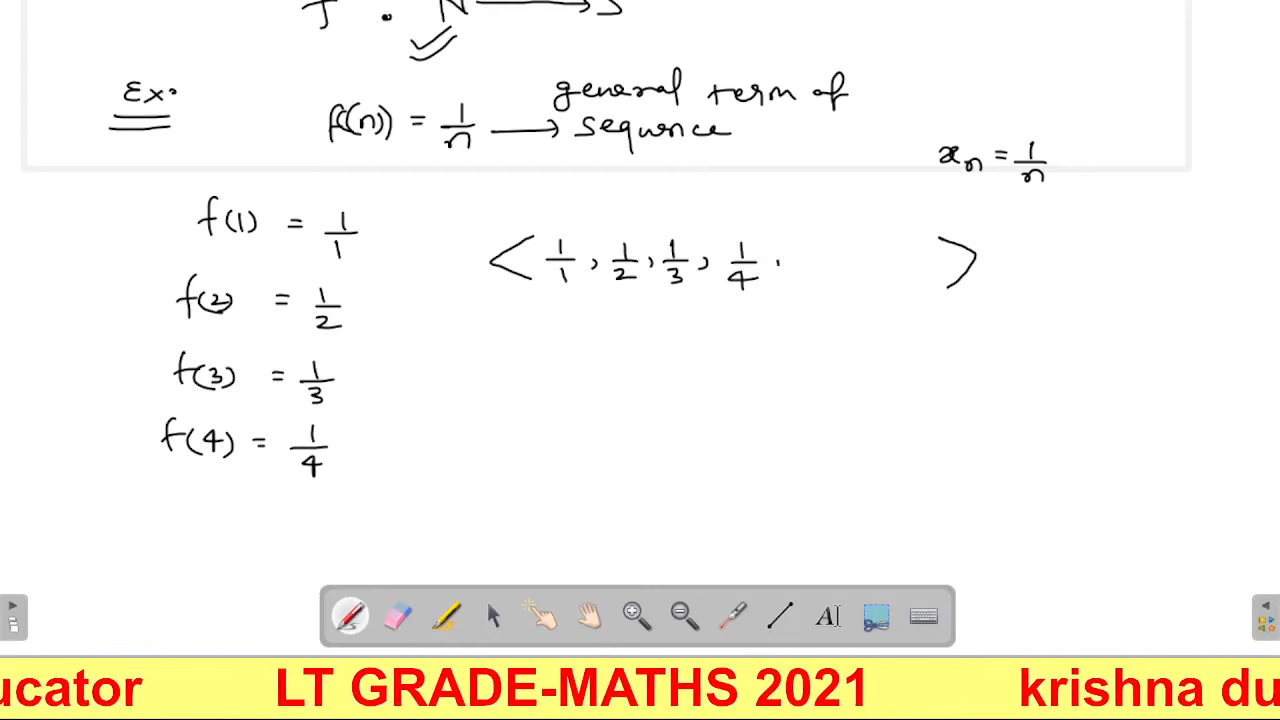 f : N → S
Ex:
f(n) = 1/n → general term of
sequence
x_n = 1/n
f(1) = 1/1
< 1/1, 1/2, 1/3, 1/4 . >
f(2) = 1/2
f(3) = 1/3
f(4) = 1/4
AI
ucator LT GRADE-MATHS 2021 krishna du